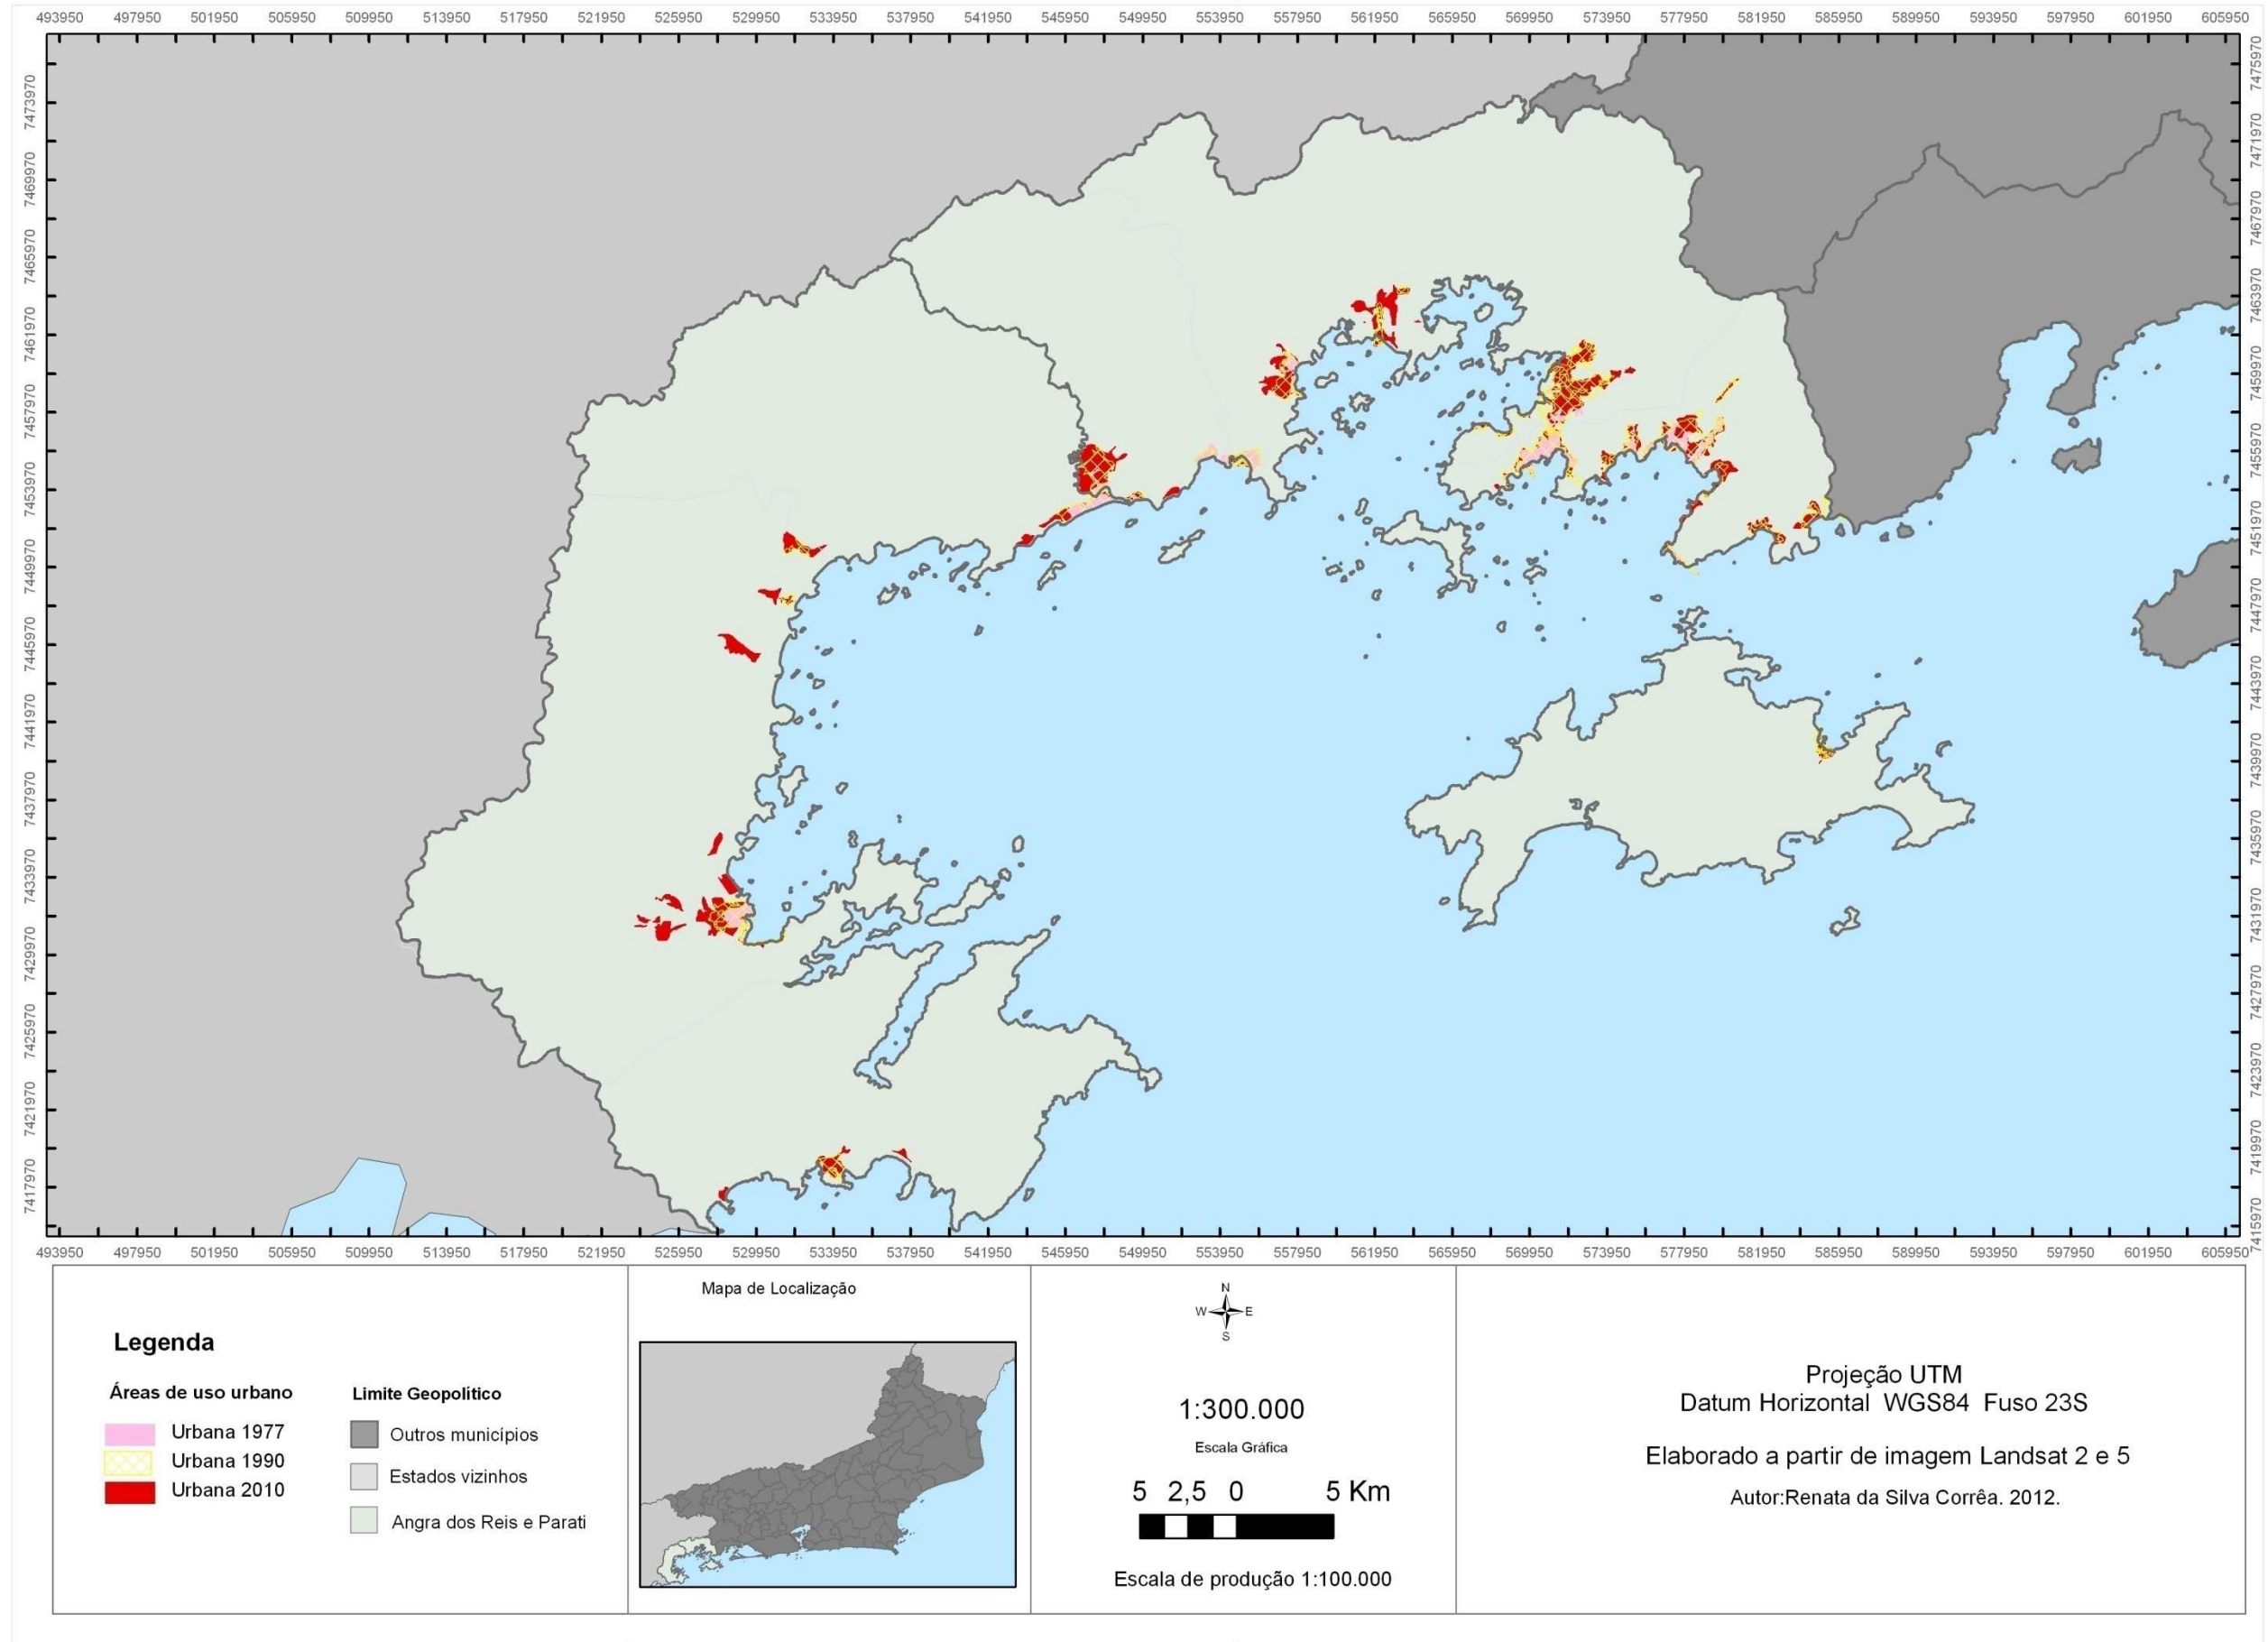 493950 497950 501950 505950 509950 513950 517950 521950 525950 529950 533950 537950 541950 545950 549950 553950 557950 561950 565950 569950 573950 577950 581950 585950 589950 593950 597950 601950 605950
7473970
7469970
7465970
7461970
7457970
7453970
7449970
7445970
7441970
7437970
7433970
7429970
7425970
7421970
7417970
7475970
7471970
7467970
7463970
7459970
7455970
7451970
7447970
7443970
7439970
7435970
7431970
7427970
7423970
7419970
7415970
493950 497950 501950 505950 509950 513950 517950 521950 525950 529950 533950 537950 541950 545950 549950 553950 557950 561950 565950 569950 573950 577950 581950 585950 589950 593950 597950 601950 605950
Legenda
Áreas de uso urbano
Urbana 1977
Urbana 1990
Urbana 2010
Limite Geopolítico
Outros municípios
Estados vizinhos
Angra dos Reis e Parati
Mapa de Localização
N
W E
S
1:300.000
Escala Gráfica
5 2,5 0 5 Km
Escala de produção 1:100.000
Projeção UTM
Datum Horizontal WGS84 Fuso 23S
Elaborado a partir de imagem Landsat 2 e 5
Autor:Renata da Silva Corrêa. 2012.